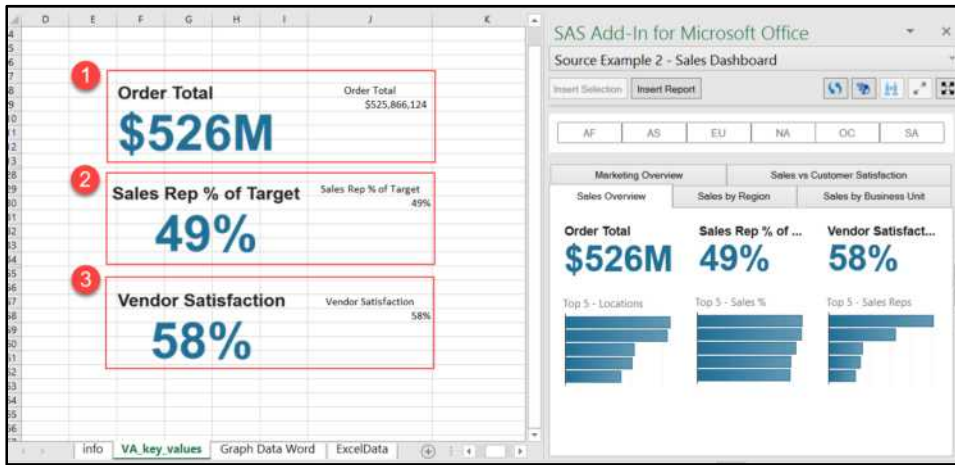 D E F G H I J K
1
Order Total
$526M
Order Total
$525,866,124
2
Sales Rep % of Target
49%
Sales Rep % of Target
49%
3
Vendor Satisfaction
58%
Vendor Satisfaction
58%
info VA_key_values Graph Data Word ExcelData
SAS Add-In for Microsoft Office
Source Example 2 - Sales Dashboard
Insert Selection Insert Report
AF AS EU NA OC SA
Marketing Overview Sales vs Customer Satisfaction
Sales Overview Sales by Region Sales by Business Unit
Order Total Sales Rep % of ... Vendor Satisfact...
$526M 49% 58%
Top 5 - Locations Top 5 - Sales % Top 5 - Sales Reps